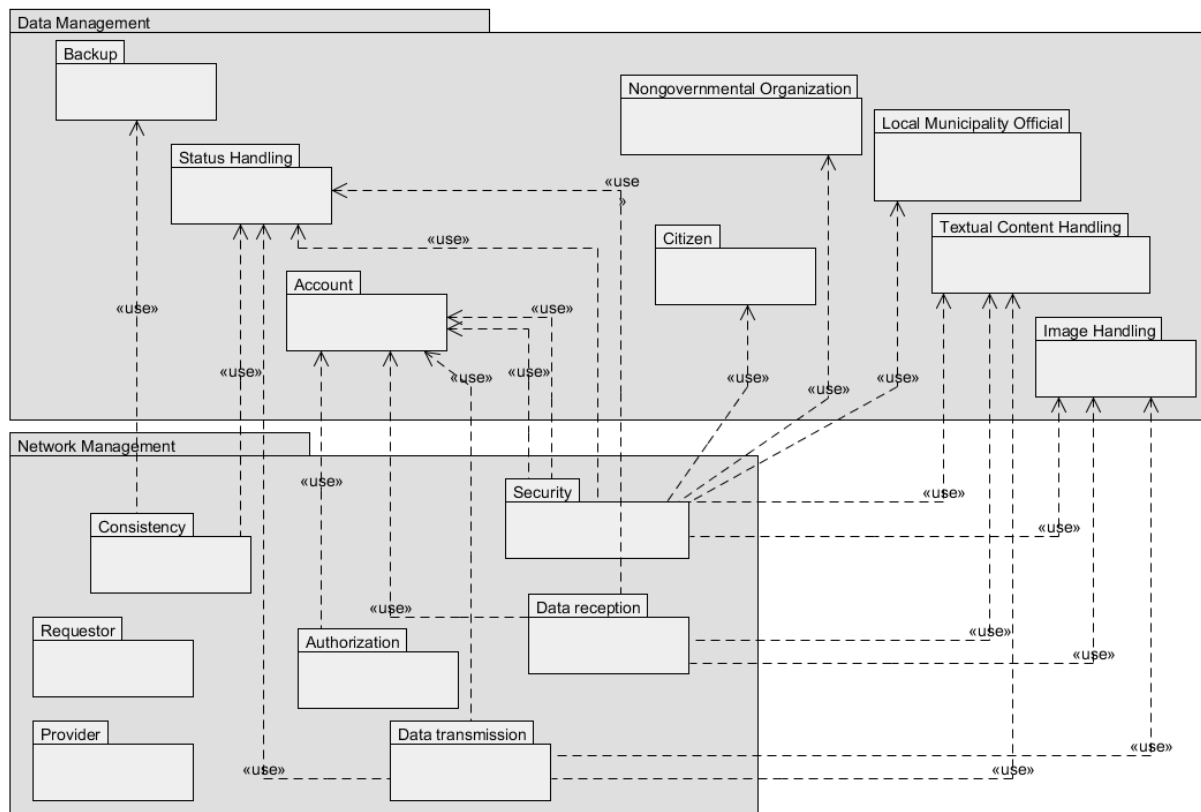 Data Management
Backup
Nongovernmental Organization
Local Municipality Official
Status Handling
«use
»
Textual Content Handling
Citizen
«use»
Account
«use»
«use»
Image Handling
«use»
«use»
«use»
«use»
«use»
«use»
«use»
Network Management
«use»
Security
«use»
Consistency
«use»
Data reception
«use»
Requestor
Authorization
«use»
«use»
Provider
Data transmission
«use»
«use»
«use»